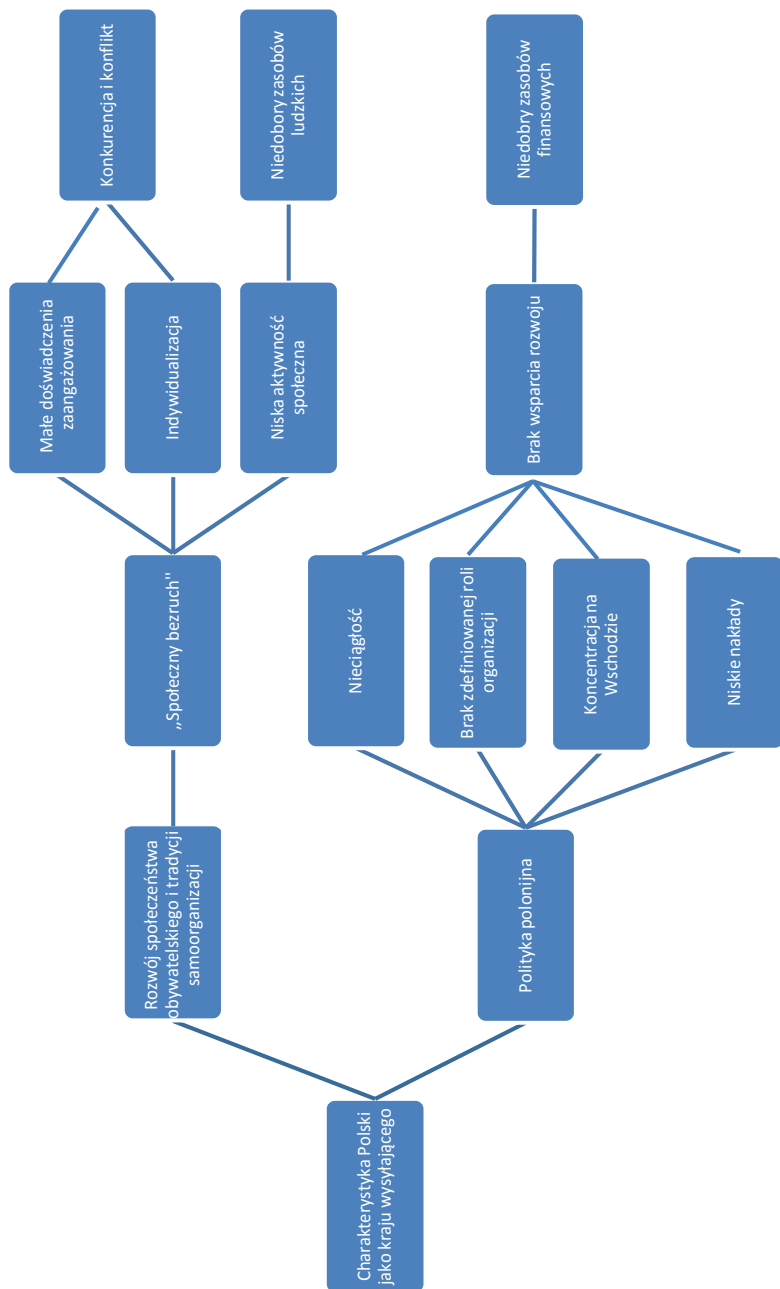 Charakterystyka Polski
jako kraju wysyłającego
Rozwój społeczeństwa
obywatelskiego i tradycji
samoorganizacji
„Społeczny bezruch"
Małe doświadczenia
zaangażowania
Indywidualizacja
Konkurencja i konflikt
Niska aktywność
społeczna
Niedobory zasobów
ludzkich
Polityka polonijna
Nieciągłość
Brak zdefiniowanej roli
organizacji
Koncentracja na
Wschodzie
Niskie nakłady
Brak wsparcia rozwoju
Niedobry zasobów
finansowych